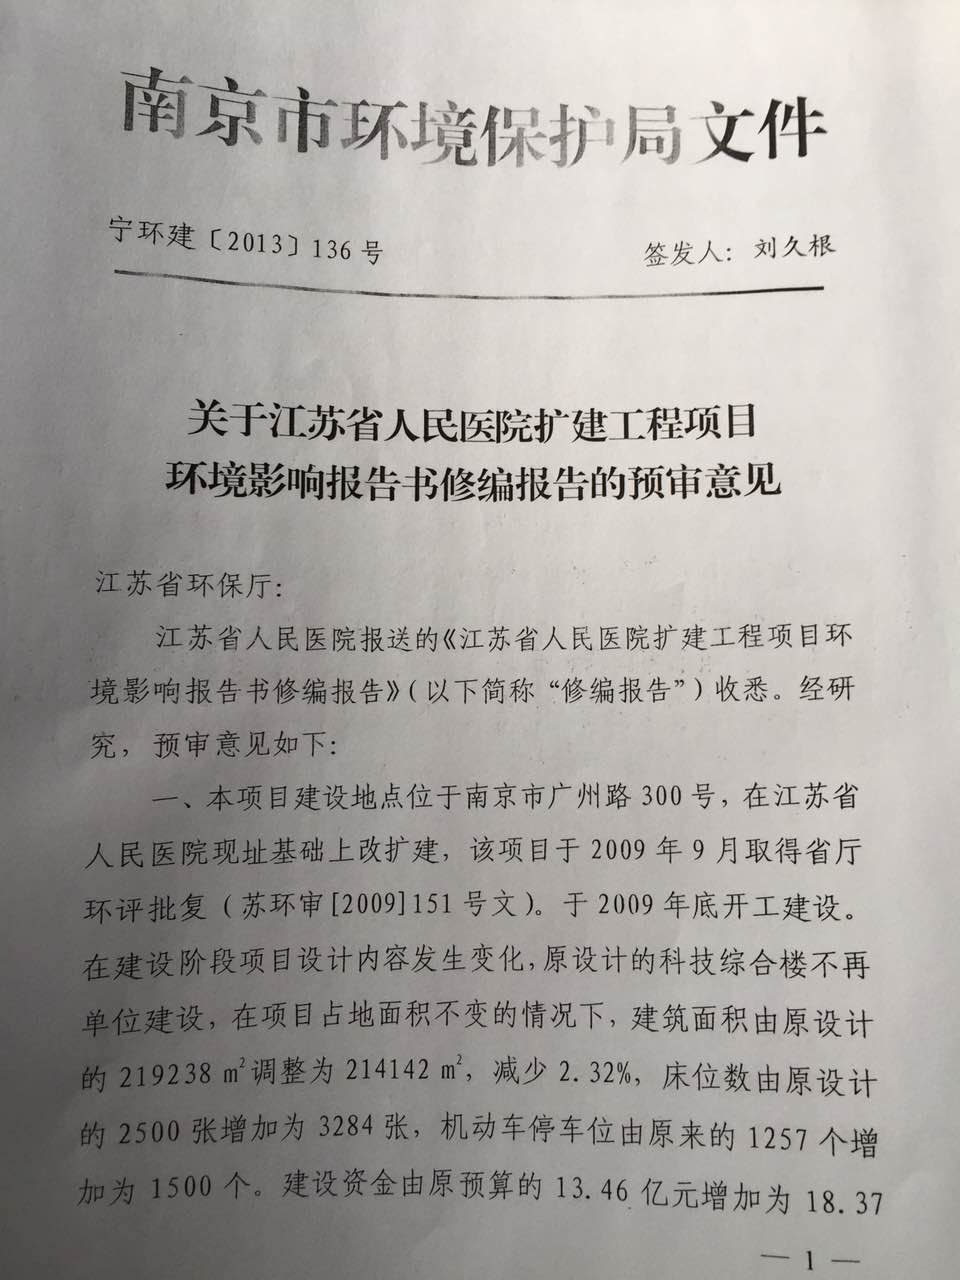 南京市环境保护局文件
宁环建〔2013〕136号
签发人：刘久根
关于江苏省人民医院扩建工程项目
环境影响报告书修编报告的预审意见
江苏省环保厅：
江苏省人民医院报送的《江苏省人民医院扩建工程项目环
境影响报告书修编报告》（以下简称“修编报告”）收悉。经研
究，预审意见如下：
一、本项目建设地点位于南京市广州路300号，在江苏省
人民医院现址基础上改扩建，该项目于2009年9月取得省厅
环评批复（苏环审[2009]151号文）。于2009年底开工建设。
在建设阶段项目设计内容发生变化，原设计的科技综合楼不再
单位建设，在项目占地面积不变的情况下，建筑面积由原设计
的219238㎡调整为214142㎡，减少2.32%，床位数由原设计
的2500张增加为3284张，机动车停车位由原来的1257个增
加为1500个。建设资金由原预算的13.46亿元增加为18.37
— 1 —